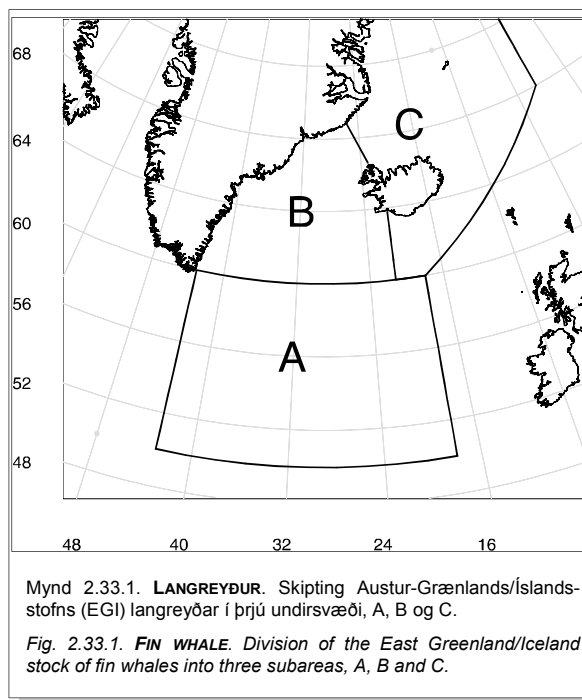 68
64
60
56
52
48
C
B
A
48 40 32 24 16
Mynd 2.33.1. LANGREYÐUR. Skipting Austur-Grænlands/Íslands-
stofns (EGI) langreyðar í þrjú undirsvæði, A, B og C.
Fig. 2.33.1. FIN WHALE. Division of the East Greenland/Iceland
stock of fin whales into three subareas, A, B and C.